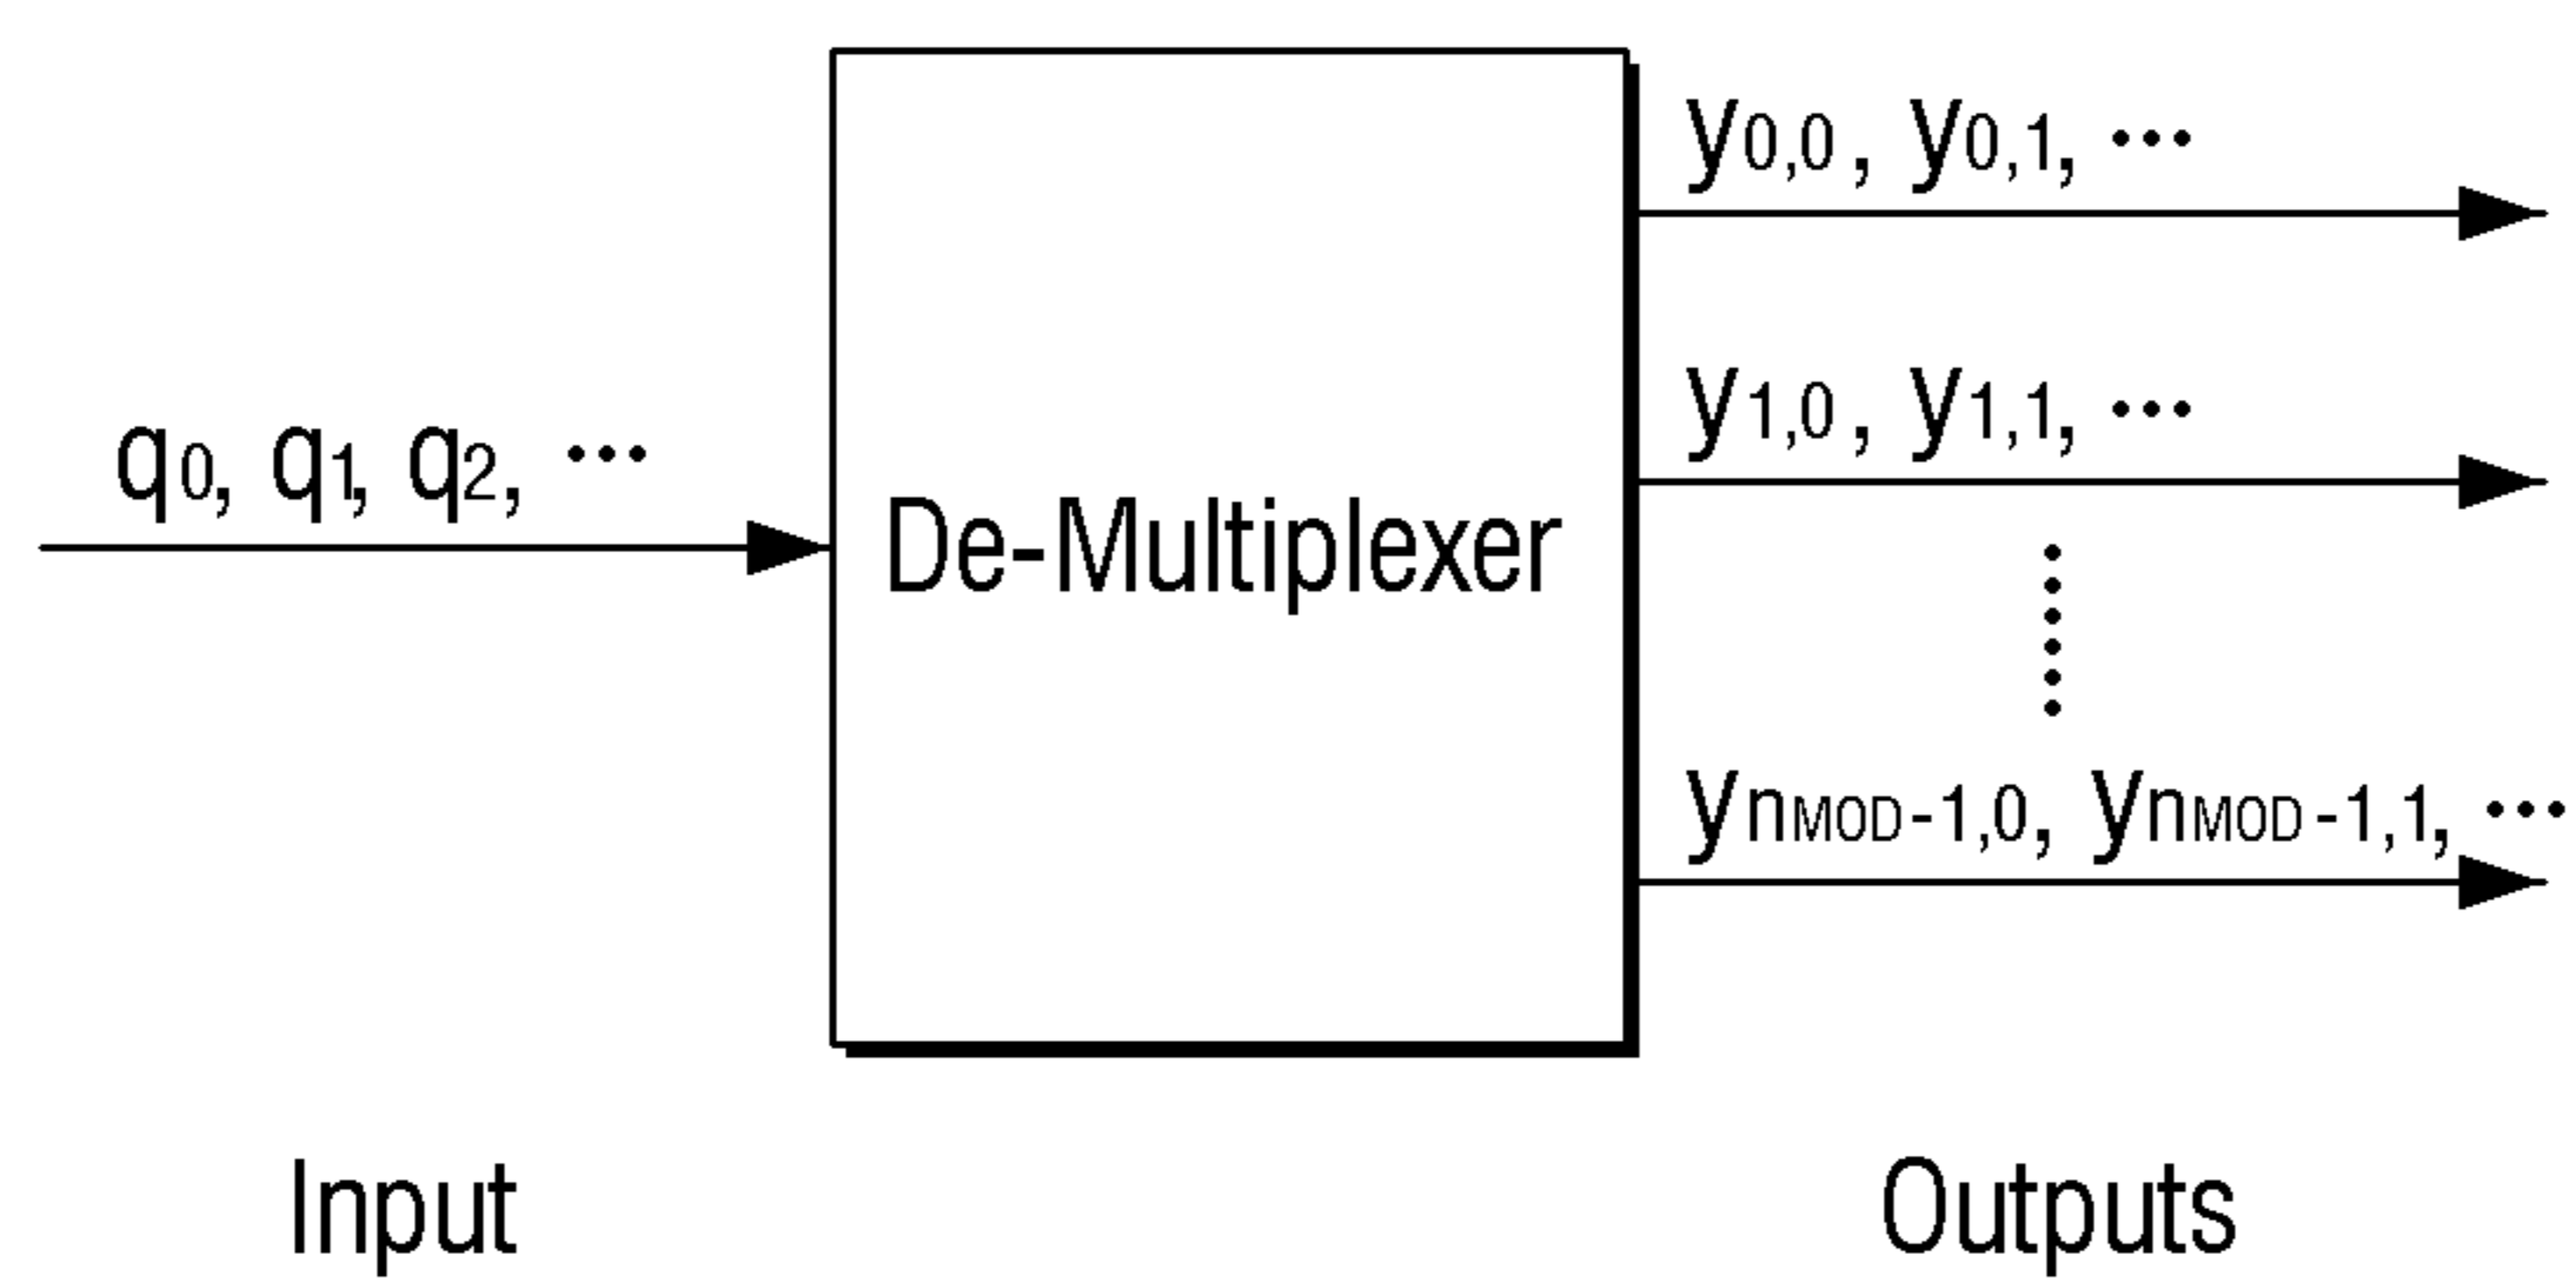 y0,0, y0,1, ...
y1,0, y1,1, ...
q0, q1, q2, ...
De-Multiplexer
ynMOD-1,0, ynMOD-1,1, ...
Input
Outputs